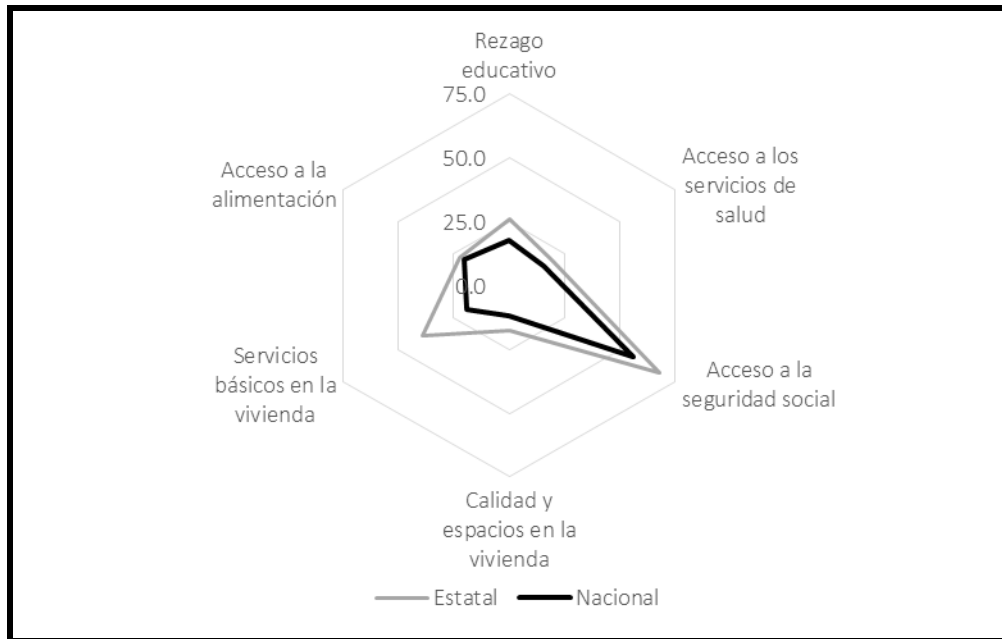 Rezago
educativo
75.0
50.0
25.0
0.0
Acceso a los
servicios de
salud
Acceso a la
seguridad social
Calidad y
espacios en la
vivienda
Servicios
básicos en la
vivienda
Acceso a la
alimentación
Estatal
Nacional